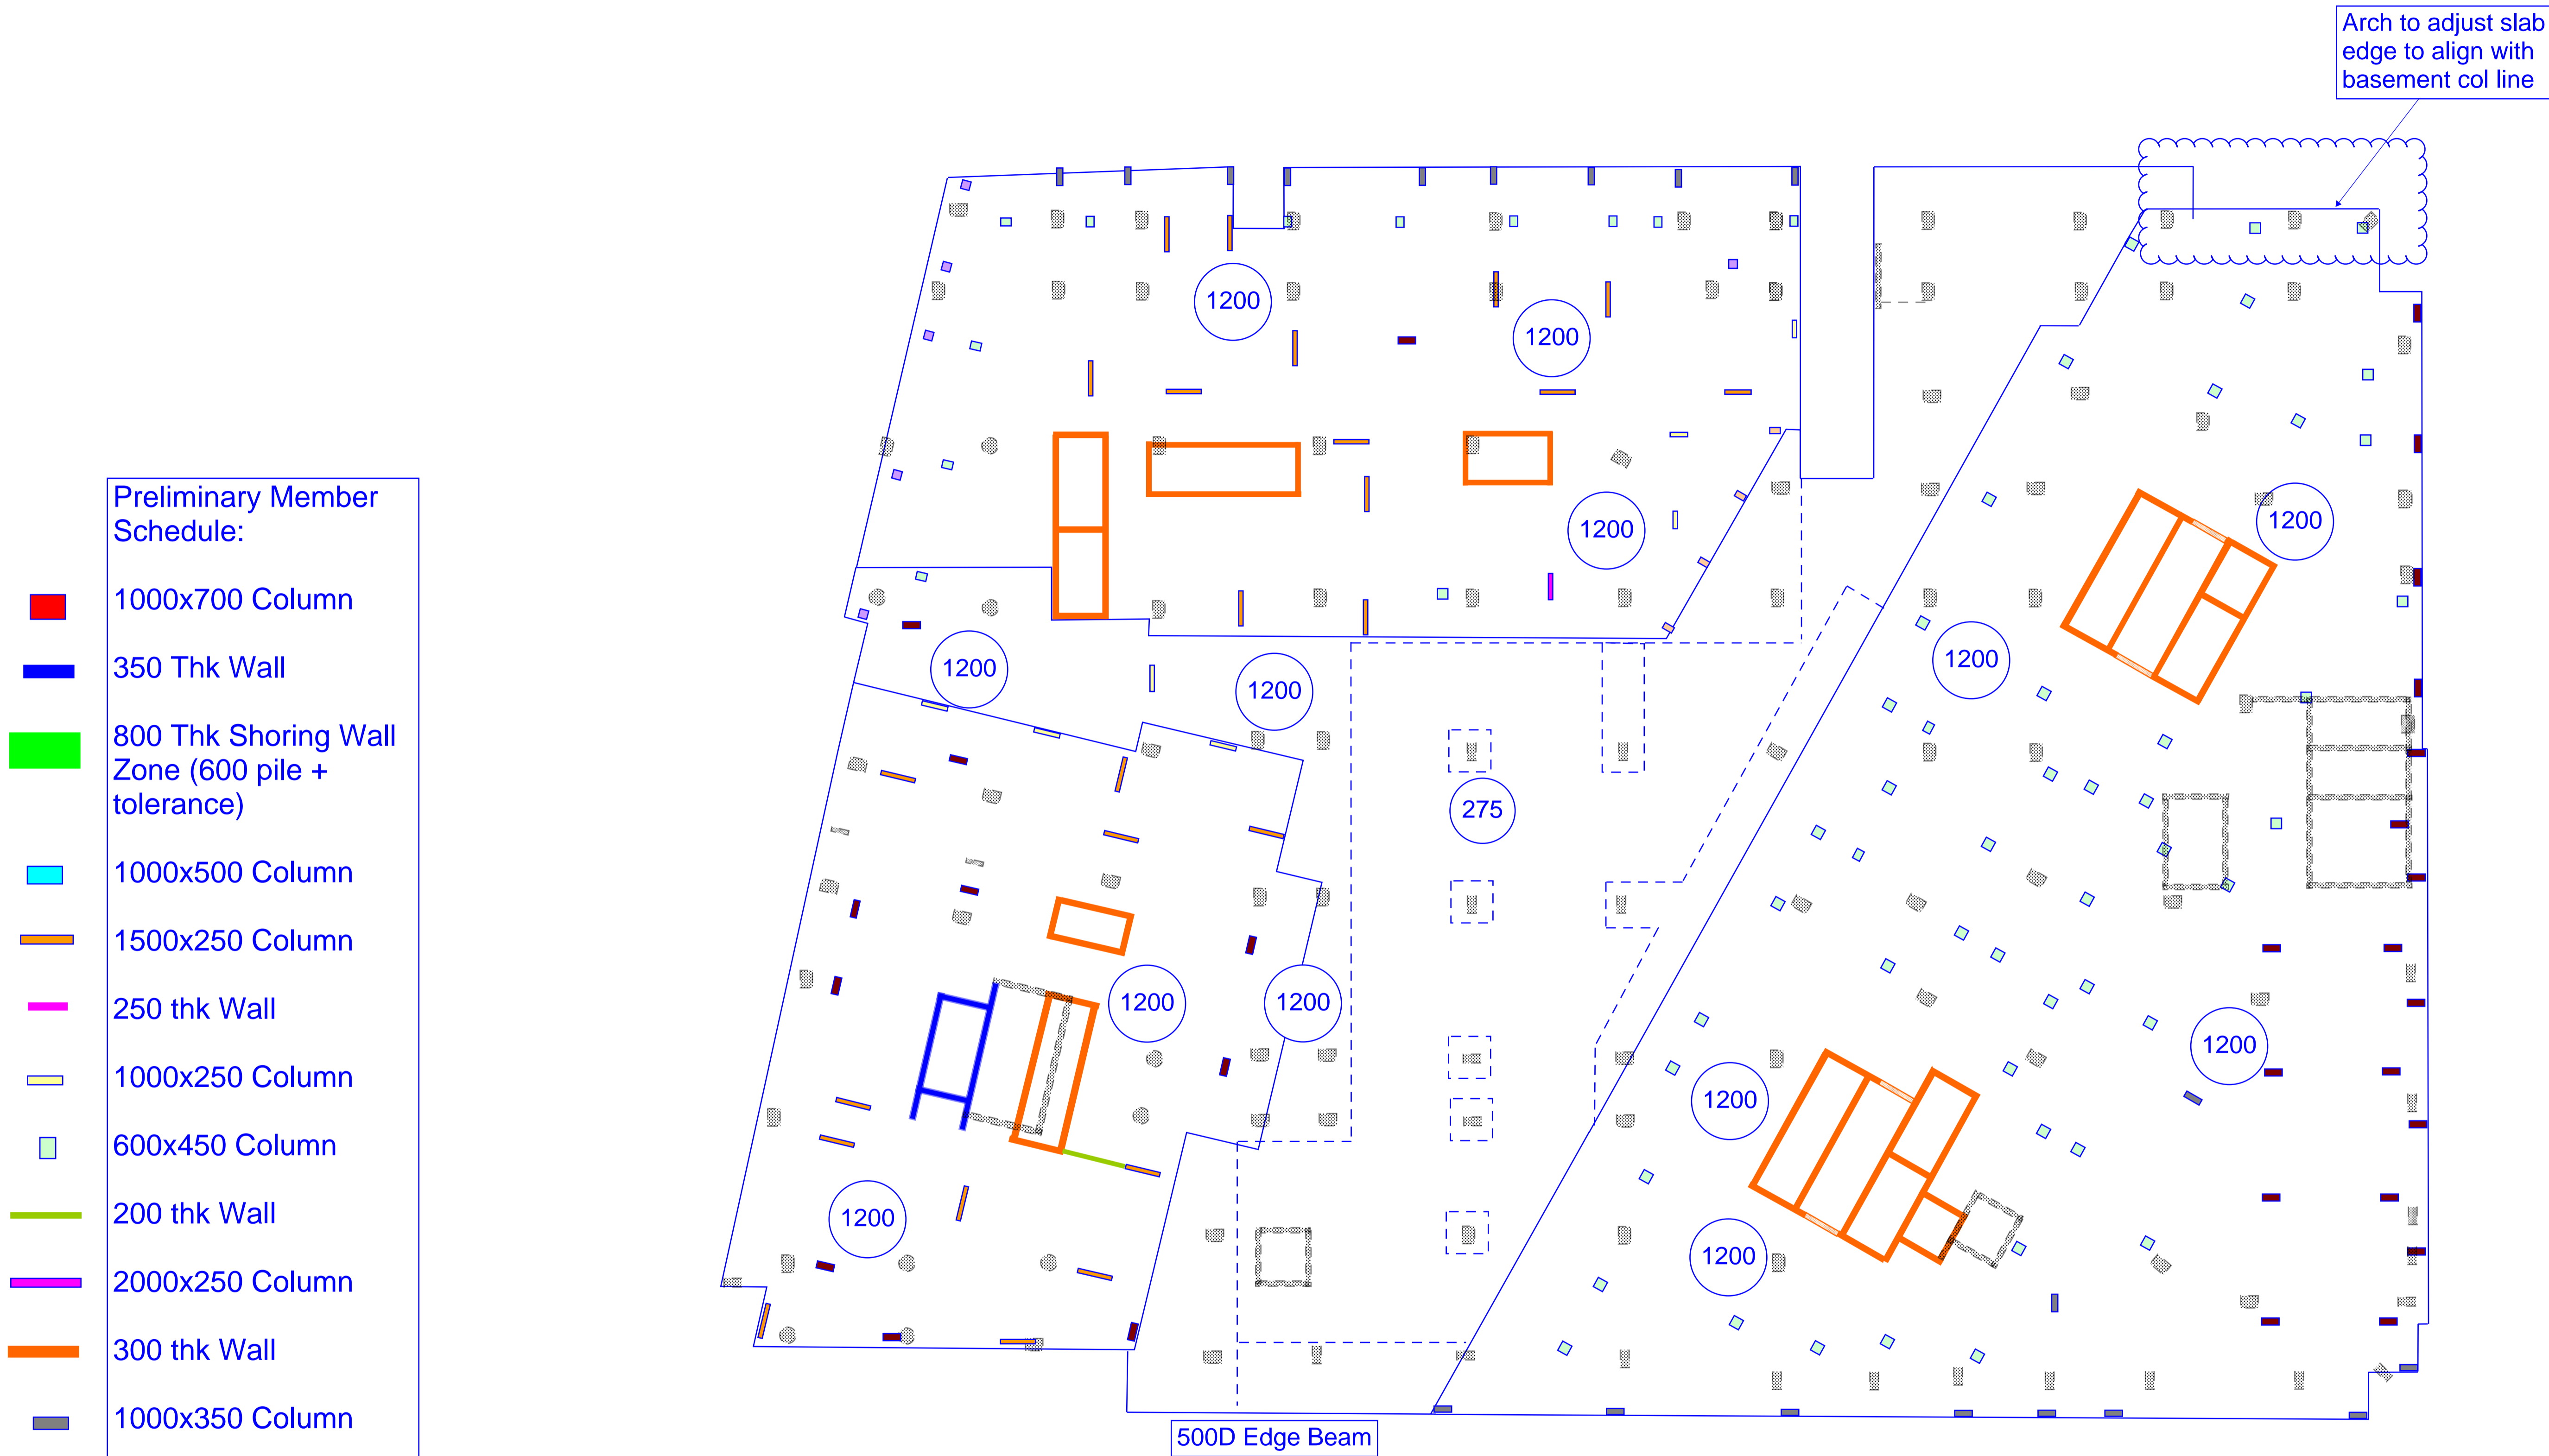 Arch to adjust slab
edge to align with
basement col line
Preliminary Member
Schedule:
1000x700 Column
350 Thk Wall
800 Thk Shoring Wall
Zone (600 pile +
tolerance)
1000x500 Column
1500x250 Column
250 thk Wall
1000x250 Column
600x450 Column
200 thk Wall
2000x250 Column
300 thk Wall
1000x350 Column
1200
1200
1200
1200
1200
1200
1200
275
1200
1200
1200
1200
1200
1200
500D Edge Beam